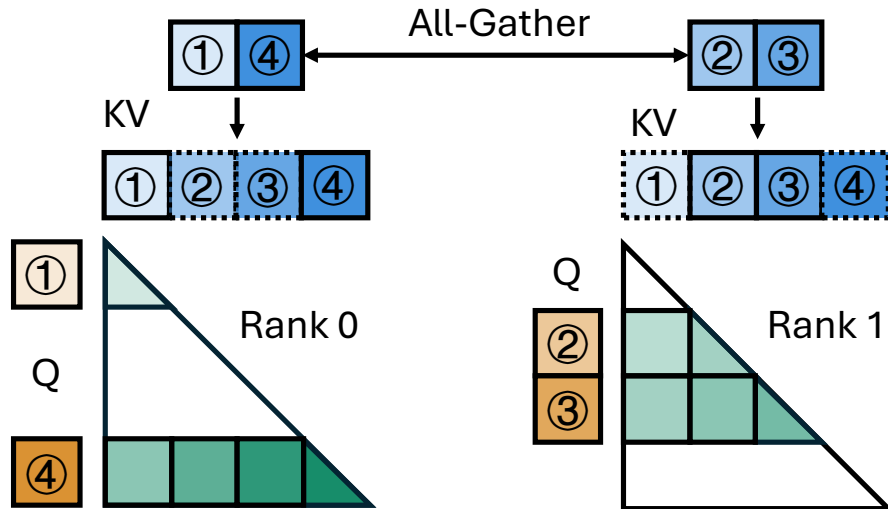 All-Gather
① ④
② ③
KV
KV
① ② ③ ④
① ② ③ ④
①
Q
Rank 0
④
Q
②
③
Rank 1